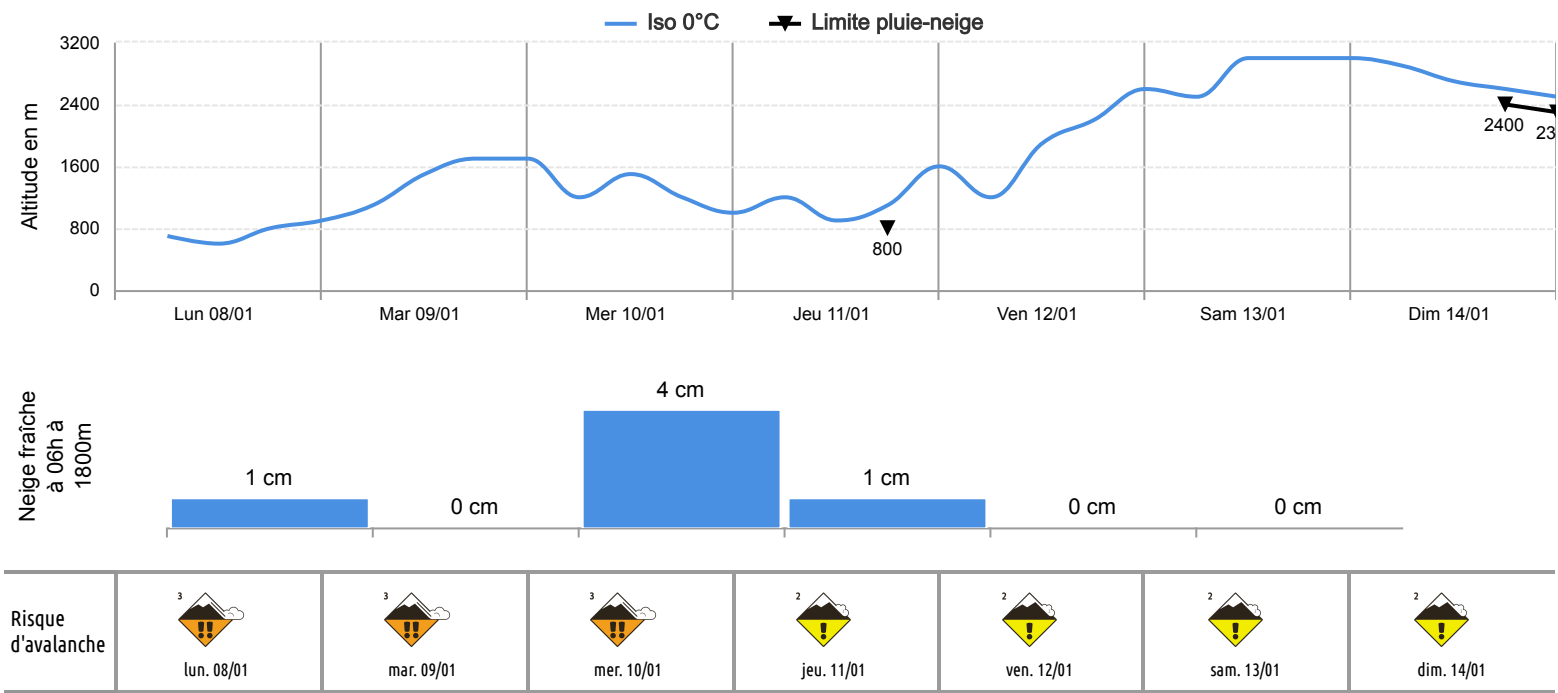 Iso 0°C Limite pluie-neige
Altitude en m
3200
2400
1600
800
0
2400 23
800
Lun 08/01 Mar 09/01 Mer 10/01 Jeu 11/01 Ven 12/01 Sam 13/01 Dim 14/01
Neige fraîche
à 06h à
1800m
1 cm 0 cm 4 cm 1 cm 0 cm 0 cm
Risque
d'avalanche
3 3 3 2 2 2 2
!! !! !! ! ! ! !
lun. 08/01 mar. 09/01 mer. 10/01 jeu. 11/01 ven. 12/01 sam. 13/01 dim. 14/01